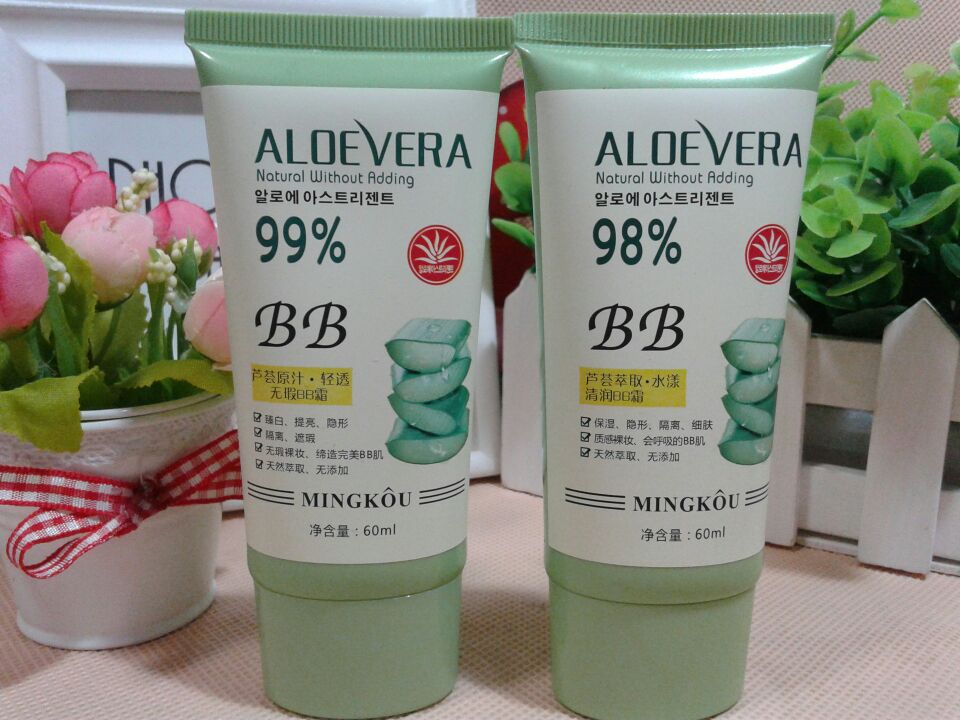 ALOEVERA
Natural Without Adding
알로에 아스트리젠트
99%
BB
芦荟原汁·轻透
无瑕BB霜
臻白、提亮、隐形
隔离、遮瑕
无瑕裸妆、缔造完美BB肌
天然萃取、无添加
MINGKÔU
净含量：60ml
ALOEVERA
Natural Without Adding
알로에 아스트리젠트
98%
BB
芦荟萃取·水漾
清润BB霜
保湿、隐形、隔离、细肤
质感裸妆、会呼吸的BB肌
天然萃取、无添加
MINGKÔU
净含量：60ml